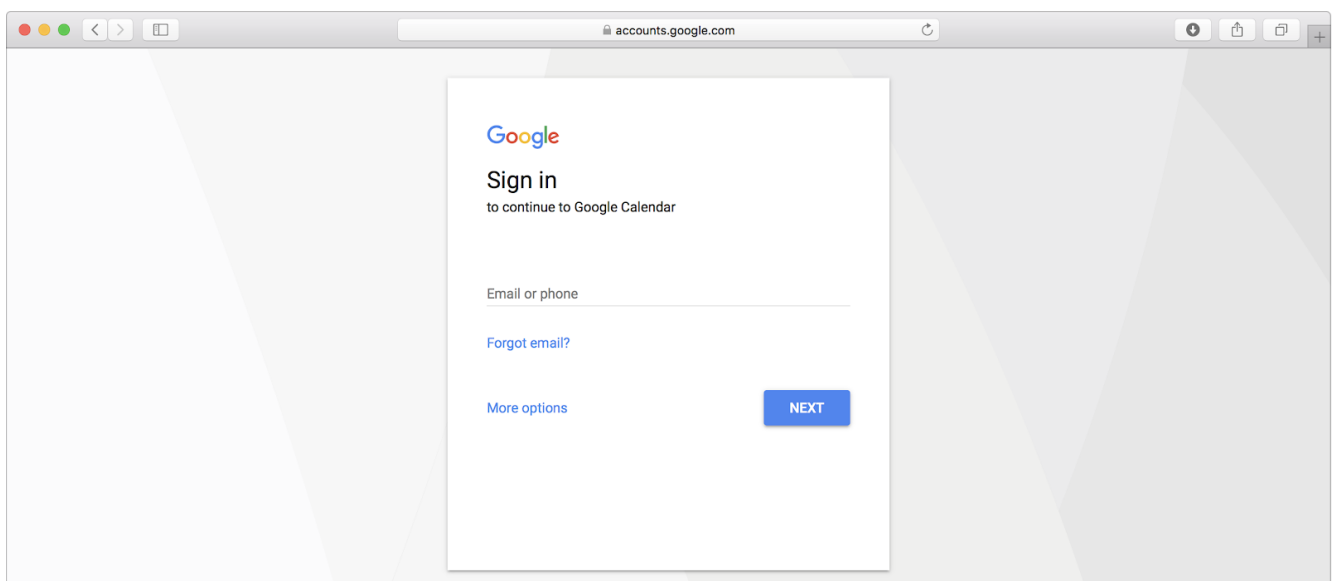 accounts.google.com
Google
Sign in
to continue to Google Calendar
Email or phone
Forgot email?
More options
NEXT